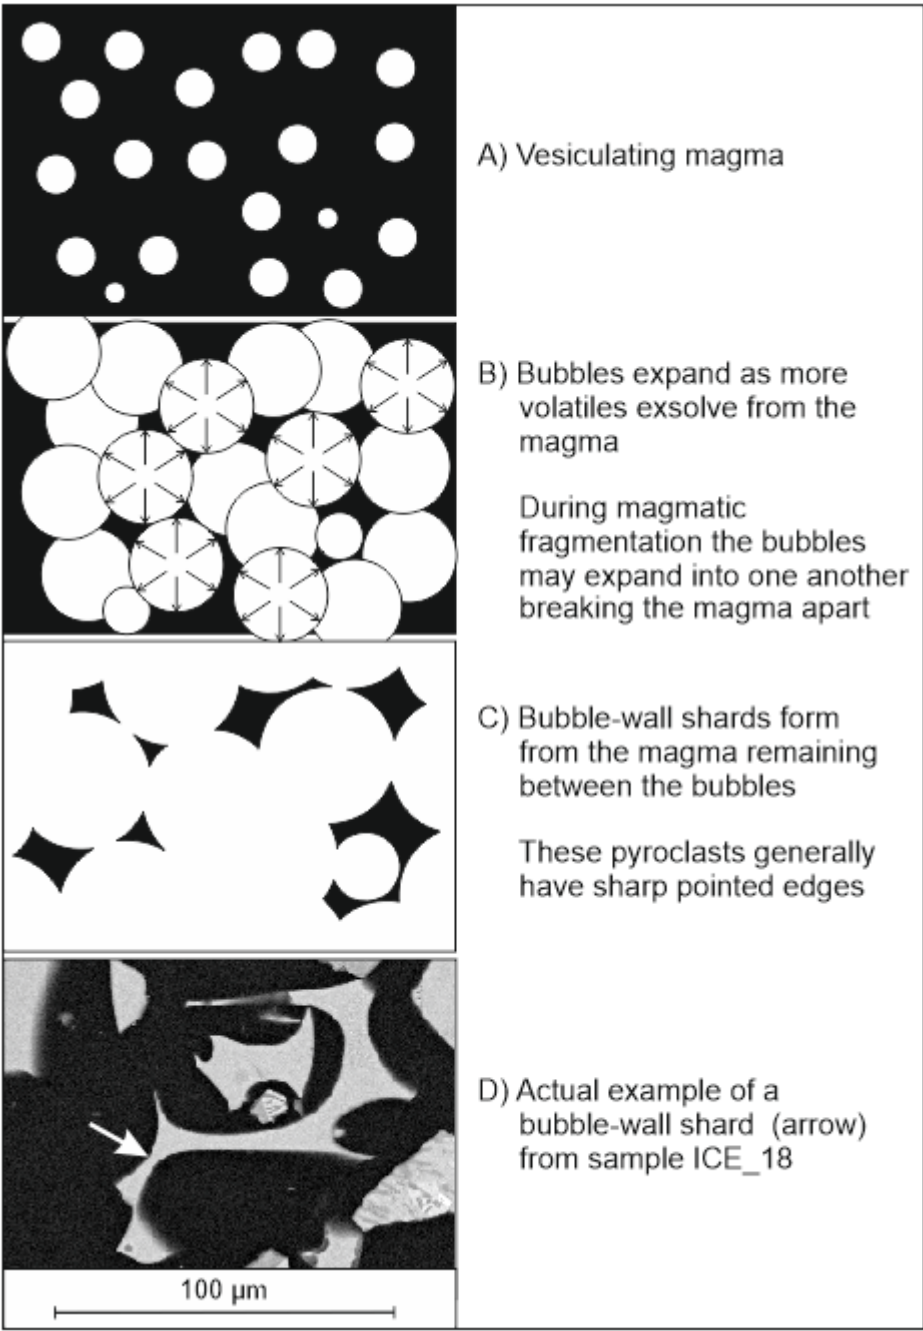 A) Vesiculating magma
B) Bubbles expand as more
volatiles exsolve from the
magma
During magmatic
fragmentation the bubbles
may expand into one another
breaking the magma apart
C) Bubble-wall shards form
from the magma remaining
between the bubbles
These pyroclasts generally
have sharp pointed edges
D) Actual example of a
bubble-wall shard (arrow)
from sample ICE_18
100 µm